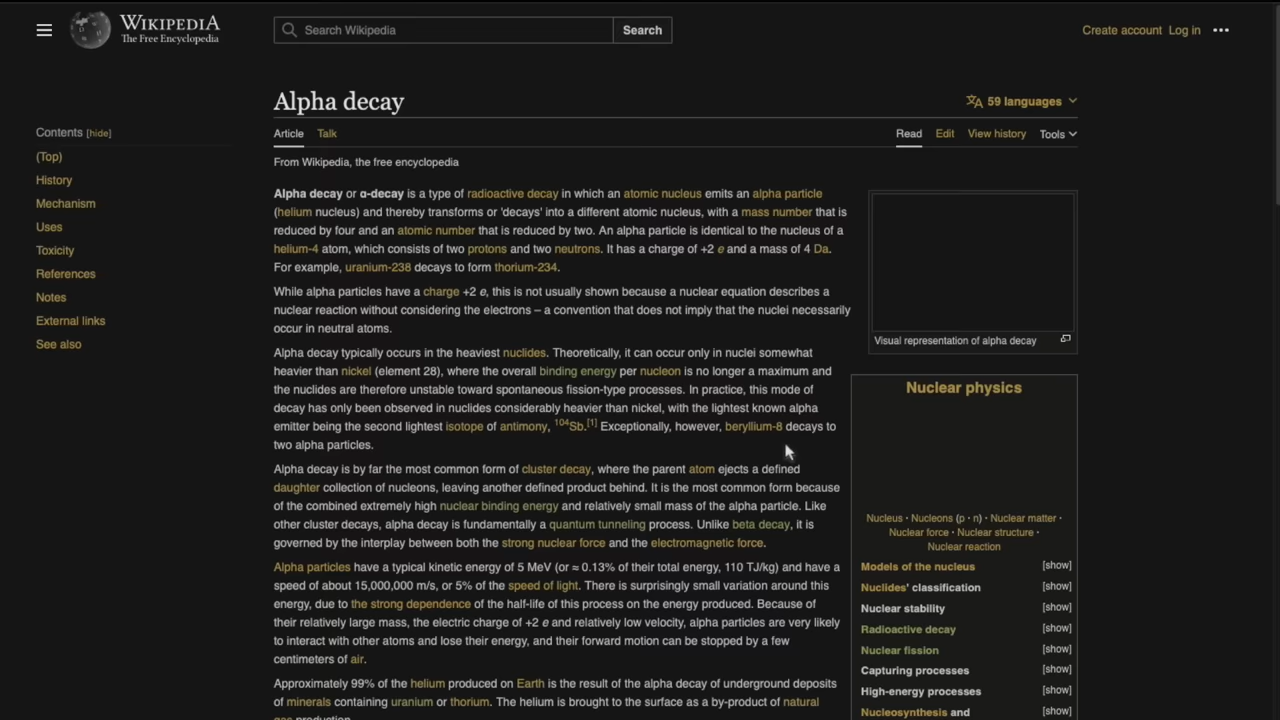 WIKIPEDIA
The Free Encyclopedia
Search Wikipedia
Search
Create account Log in
Alpha decay
59 languages
Contents [hide]
(Top)
History
Mechanism
Uses
Toxicity
References
Notes
External links
See also
Article Talk
Read Edit View history Tools
From Wikipedia, the free encyclopedia
Alpha decay or α-decay is a type of radioactive decay in which an atomic nucleus emits an alpha particle
(helium nucleus) and thereby transforms or 'decays' into a different atomic nucleus, with a mass number that is
reduced by four and an atomic number that is reduced by two. An alpha particle is identical to the nucleus of a
helium-4 atom, which consists of two protons and two neutrons. It has a charge of +2 e and a mass of 4 Da.
For example, uranium-238 decays to form thorium-234.
While alpha particles have a charge +2 e, this is not usually shown because a nuclear equation describes a
nuclear reaction without considering the electrons – a convention that does not imply that the nuclei necessarily
occur in neutral atoms.
Alpha decay typically occurs in the heaviest nuclides. Theoretically, it can occur only in nuclei somewhat
heavier than nickel (element 28), where the overall binding energy per nucleon is no longer a maximum and
the nuclides are therefore unstable toward spontaneous fission-type processes. In practice, this mode of
decay has only been observed in nuclides considerably heavier than nickel, with the lightest known alpha
emitter being the second lightest isotope of antimony, ¹⁰⁴Sb.[1] Exceptionally, however, beryllium-8 decays to
two alpha particles.
Alpha decay is by far the most common form of cluster decay, where the parent atom ejects a defined
daughter collection of nucleons, leaving another defined product behind. It is the most common form because
of the combined extremely high nuclear binding energy and relatively small mass of the alpha particle. Like
other cluster decays, alpha decay is fundamentally a quantum tunneling process. Unlike beta decay, it is
governed by the interplay between both the strong nuclear force and the electromagnetic force.
Alpha particles have a typical kinetic energy of 5 MeV (or ≈ 0.13% of their total energy, 110 TJ/kg) and have a
speed of about 15,000,000 m/s, or 5% of the speed of light. There is surprisingly small variation around this
energy, due to the strong dependence of the half-life of this process on the energy produced. Because of
their relatively large mass, the electric charge of +2 e and relatively low velocity, alpha particles are very likely
to interact with other atoms and lose their energy, and their forward motion can be stopped by a few
centimeters of air.
Approximately 99% of the helium produced on Earth is the result of the alpha decay of underground deposits
of minerals containing uranium or thorium. The helium is brought to the surface as a by-product of natural
gas production.
Visual representation of alpha decay
Nuclear physics
Nucleus · Nucleons (p · n) · Nuclear matter ·
Nuclear force · Nuclear structure ·
Nuclear reaction
Models of the nucleus [show]
Nuclides' classification [show]
Nuclear stability [show]
Radioactive decay [show]
Nuclear fission [show]
Capturing processes [show]
High-energy processes [show]
Nucleosynthesis and [show]